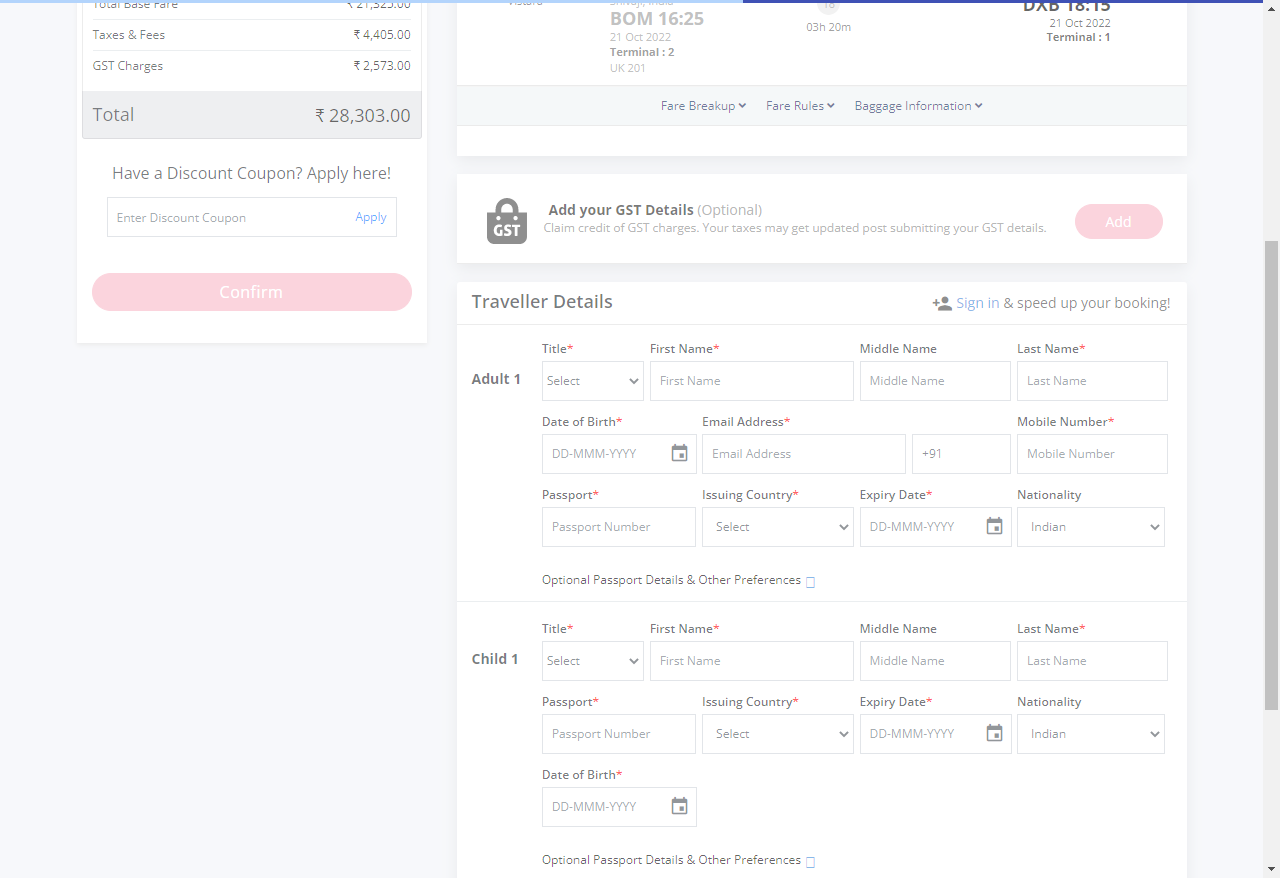 Total Base Fare ₹ 21,325.00
Taxes & Fees ₹ 4,405.00
GST Charges ₹ 2,573.00
Total ₹ 28,303.00
Have a Discount Coupon? Apply here!
Enter Discount Coupon Apply
Confirm
BOM 16:25
21 Oct 2022
Terminal : 2
UK 201
03h 20m
DXB 18:15
21 Oct 2022
Terminal : 1
Fare Breakup Fare Rules Baggage Information
Add your GST Details (Optional)
GST Claim credit of GST charges. Your taxes may get updated post submitting your GST details.
Add
Traveller Details Sign in & speed up your booking!
Title* First Name* Middle Name Last Name*
Adult 1 Select First Name Middle Name Last Name
Date of Birth* Email Address* Mobile Number*
DD-MMM-YYYY Email Address +91 Mobile Number
Passport* Issuing Country* Expiry Date* Nationality
Passport Number Select DD-MMM-YYYY Indian
Optional Passport Details & Other Preferences
Title* First Name* Middle Name Last Name*
Child 1 Select First Name Middle Name Last Name
Passport* Issuing Country* Expiry Date* Nationality
Passport Number Select DD-MMM-YYYY Indian
Date of Birth*
DD-MMM-YYYY
Optional Passport Details & Other Preferences